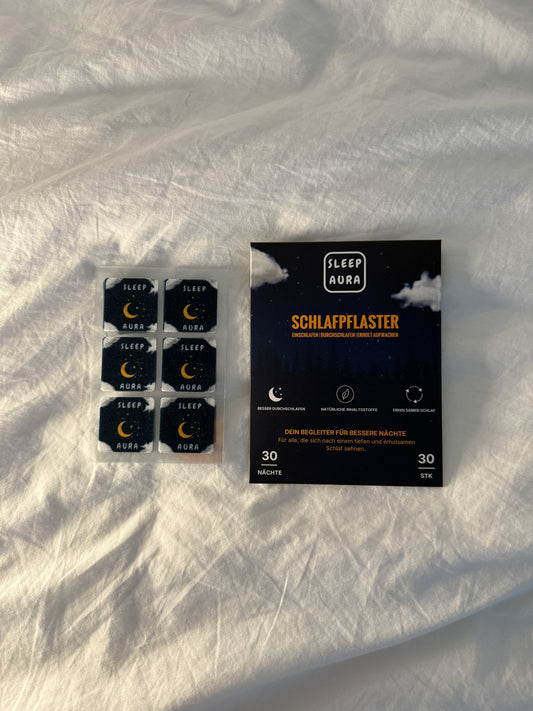 SLEEP
AURA
SLEEP
AURA
SLEEP
AURA
SLEEP
AURA
SLEEP
AURA
SLEEP
AURA
SLEEP
AURA
SCHLAFPFLASTER
EINSCHLAFEN | DURCHSCHLAFEN | ERHOLT AUFWACHEN
BESSER DURCHSCHLAFEN
NATÜRLICHE INHALTSSTOFFE
ERHOLSAMER SCHLAF
DEIN BEGLEITER FÜR BESSERE NÄCHTE
Für alle, die sich nach einem tiefen und erholsamen
Schlaf sehnen.
30
NÄCHTE
30
STK